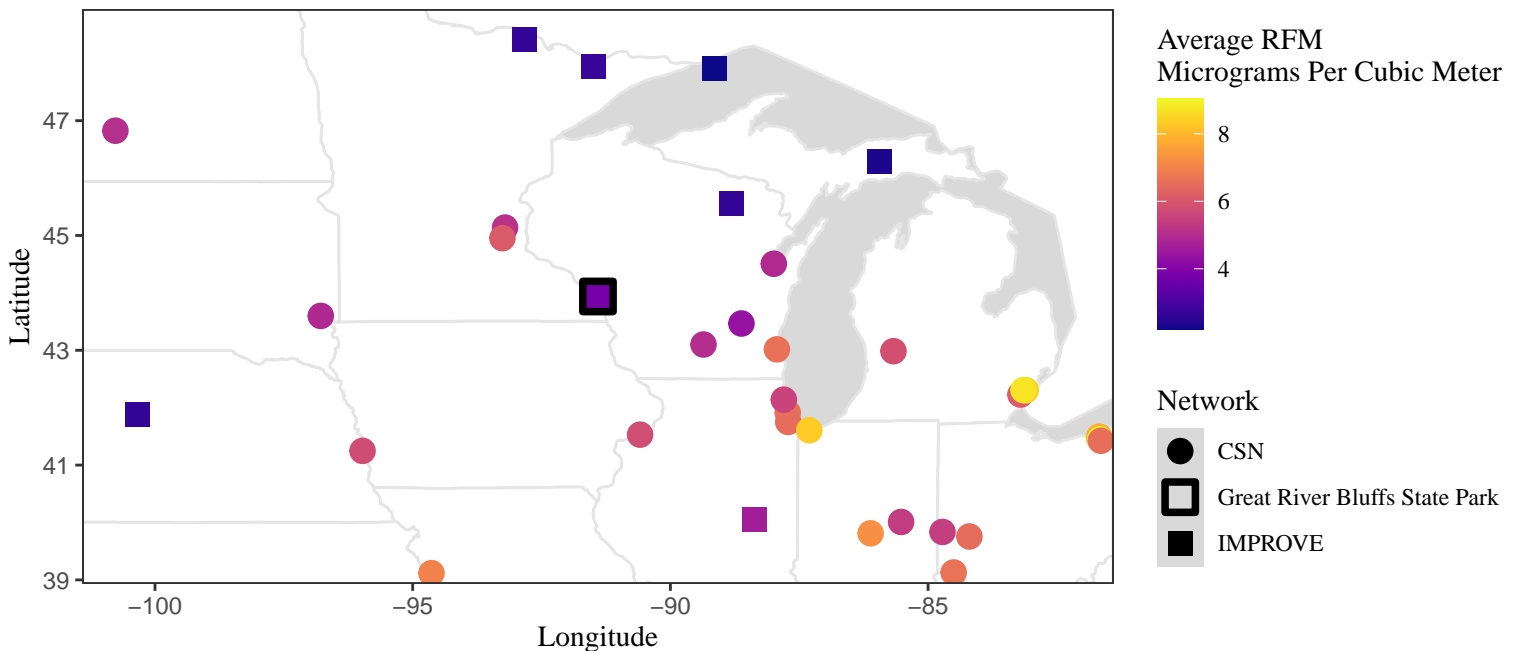 47
45
43
41
39
Latitude
−100
−95
−90
−85
Longitude
Average RFM
Micrograms Per Cubic Meter
8
6
4
Network
CSN
Great River Bluffs State Park
IMPROVE